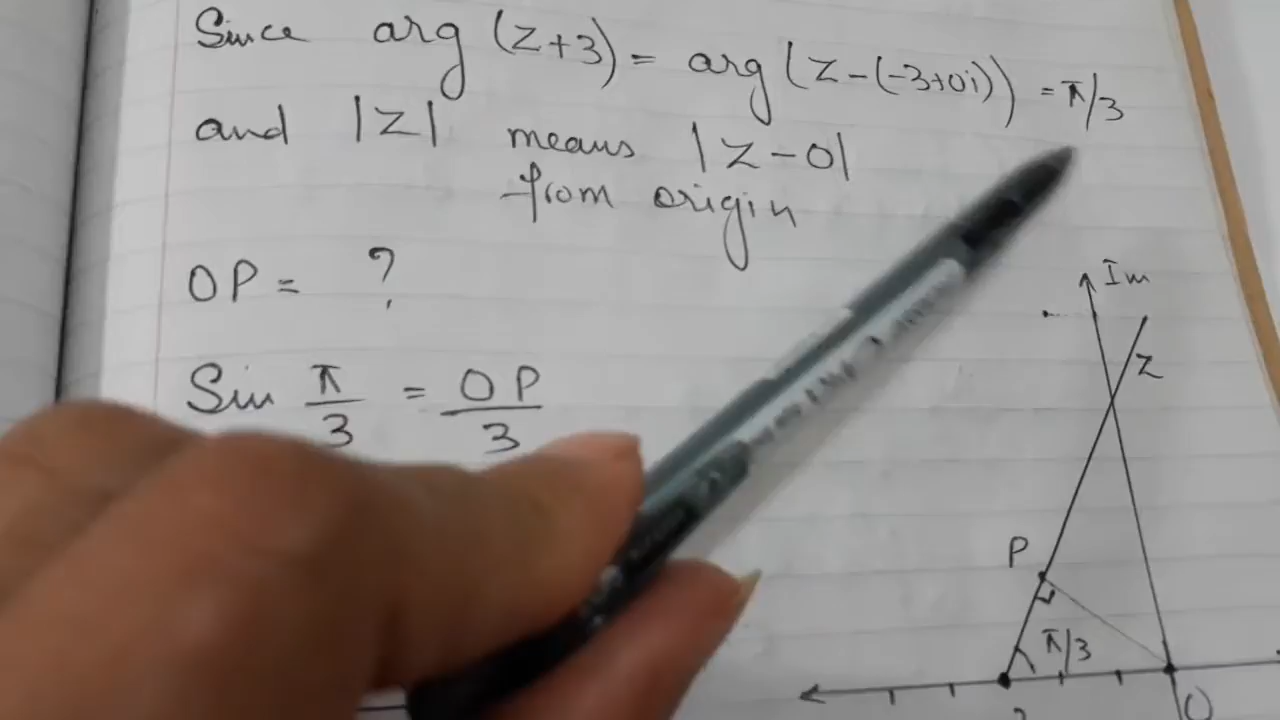 Since arg (z+3) = arg (z-(-3+0i)) = π/3
and |z| means |z-0|
from origin
OP = ?
Sin π/3 = OP/3
Im
z
P
π/3
O